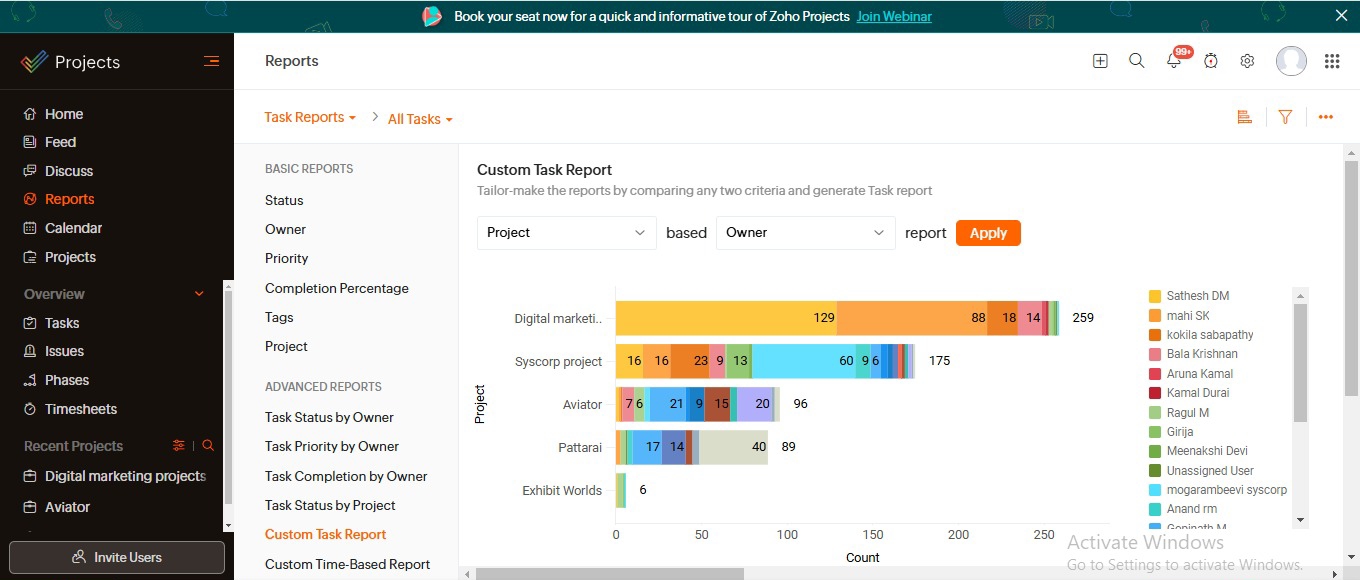 Book your seat now for a quick and informative tour of Zoho Projects Join Webinar
Projects
Home
Feed
Discuss
Reports
Calendar
Projects
Overview
Tasks
Issues
Phases
Timesheets
Recent Projects
Digital marketing projects
Aviator
Invite Users
Reports
99+
Task Reports
All Tasks
BASIC REPORTS
Status
Owner
Priority
Completion Percentage
Tags
Project
ADVANCED REPORTS
Task Status by Owner
Task Priority by Owner
Task Completion by Owner
Task Status by Project
Custom Task Report
Custom Time-Based Report
Custom Task Report
Tailor-make the reports by comparing any two criteria and generate Task report
Project based Owner report Apply
Project
Digital marketi.. 129 88 18 14 259
Syscorp project 16 16 23 9 13 60 9 6 175
Aviator 7 6 21 9 15 20 96
Pattarai 17 14 40 89
Exhibit Worlds 6
0 50 100 150 200 250
Count
Sathesh DM
mahi SK
kokila sabapathy
Bala Krishnan
Aruna Kamal
Kamal Durai
Ragul M
Girija
Meenakshi Devi
Unassigned User
mogarambeevi syscorp
Anand rm
Gopinath M
Activate Windows
Go to Settings to activate Windows.